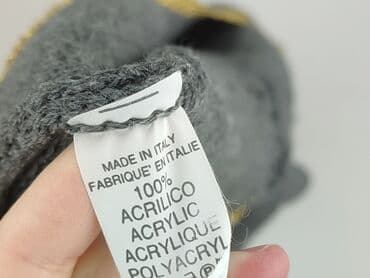 MADE IN ITALY
FABRIQUE' EN ITALIE
100%
ACRILICO
ACRYLIC
ACRYLIQUE
POLYACRYL